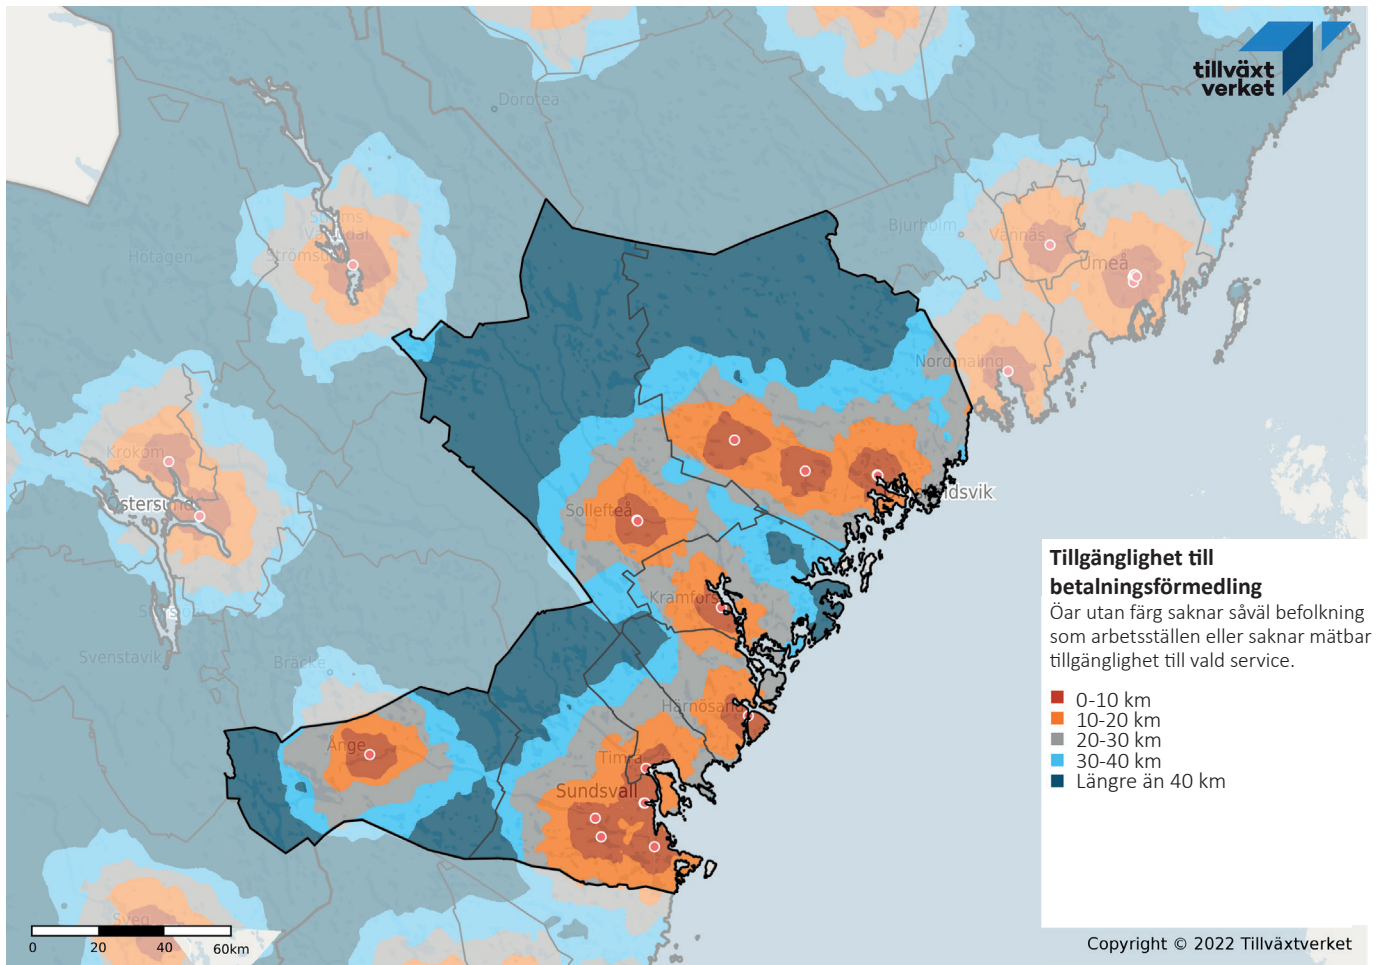 tillväxt
verket
Dorotea
Hotagen
Bjurholm
Vännäs
Umeå
Nordmaling
Krokom
Östersund
Sollefteå
Kramfors
Svenstavik
Bräcke
Härnösand
Ånge
Timrå
Sundsvall
Sveg
Tillgänglighet till
betalningsförmedling
Öar utan färg saknar såväl befolkning
som arbetsställen eller saknar mätbar
tillgänglighet till vald service.
0-10 km
10-20 km
20-30 km
30-40 km
Längre än 40 km
0 20 40 60km
Copyright © 2022 Tillväxtverket